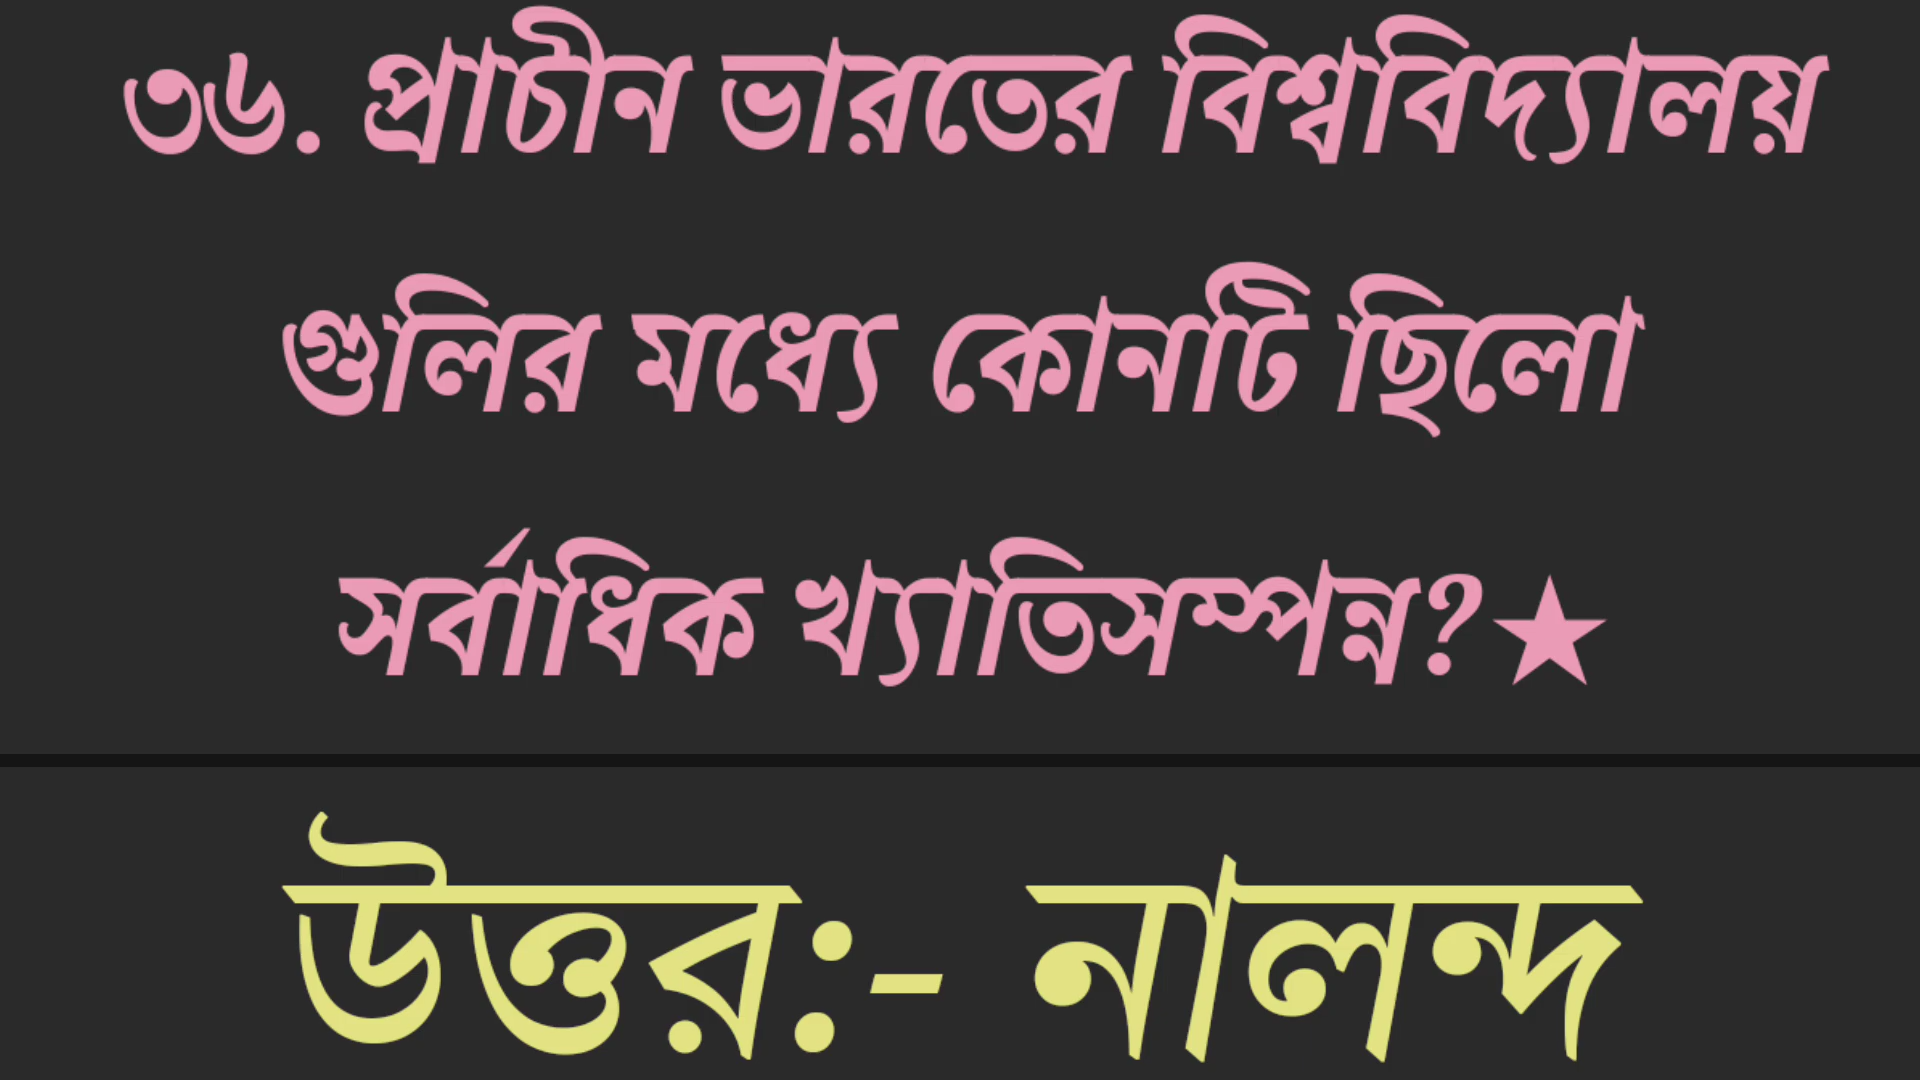 ৩৬. প্রাচীন ভারতের বিশ্ববিদ্যালয়
গুলির মধ্যে কোনটি ছিলো
সর্বাধিক খ্যাতিসম্পন্ন?★
উত্তর:- নালন্দ